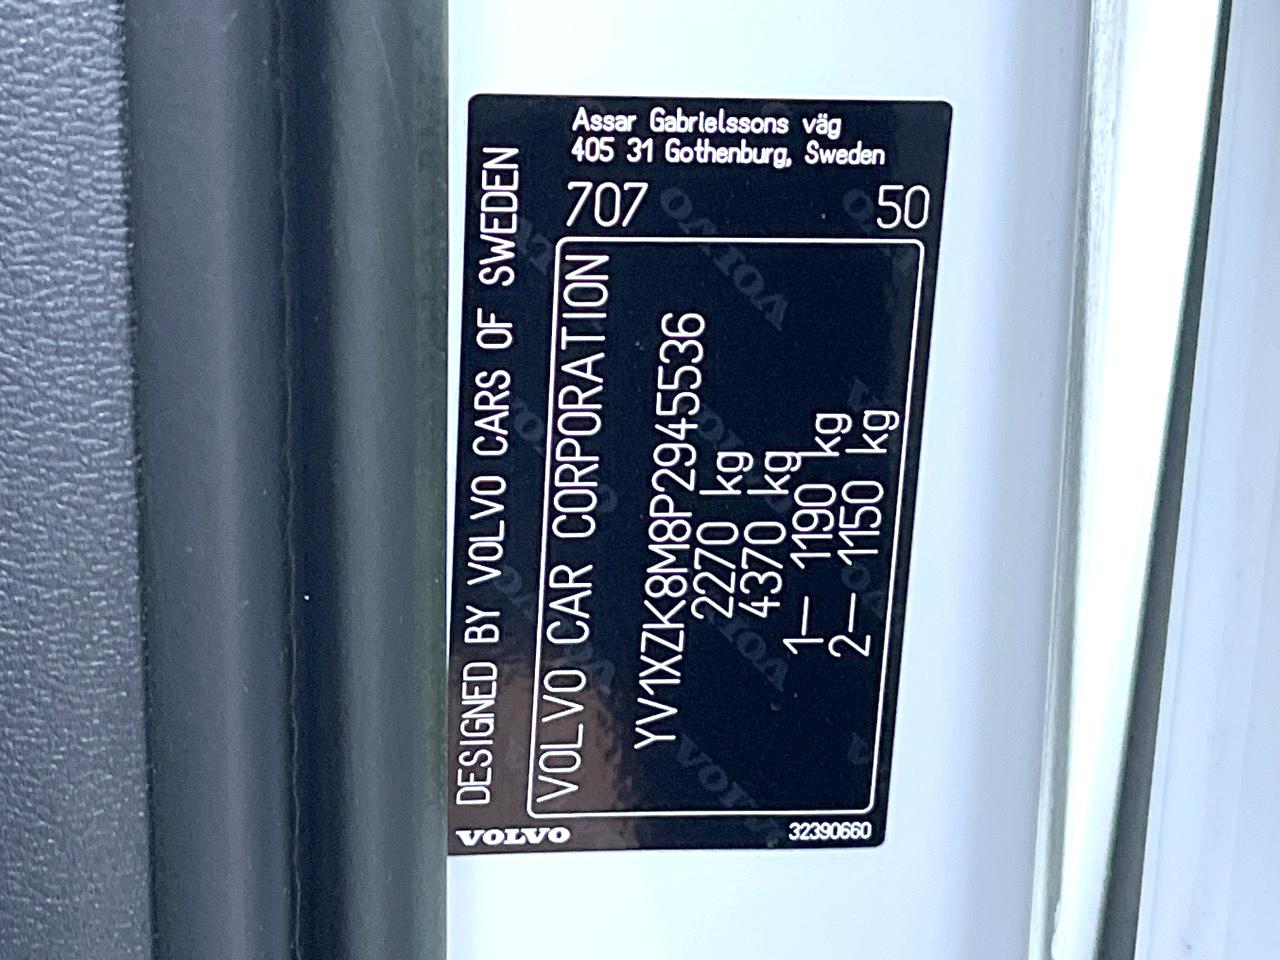 Assar Gabrielssons väg
405 31 Gothenburg, Sweden
707 50
DESIGNED BY VOLVO CARS OF SWEDEN
VOLVO CAR CORPORATION
YV1XZK8M8P2945536
2270 kg
4370 kg
1— 1190 kg
2— 1150 kg
VOLVO
32390660